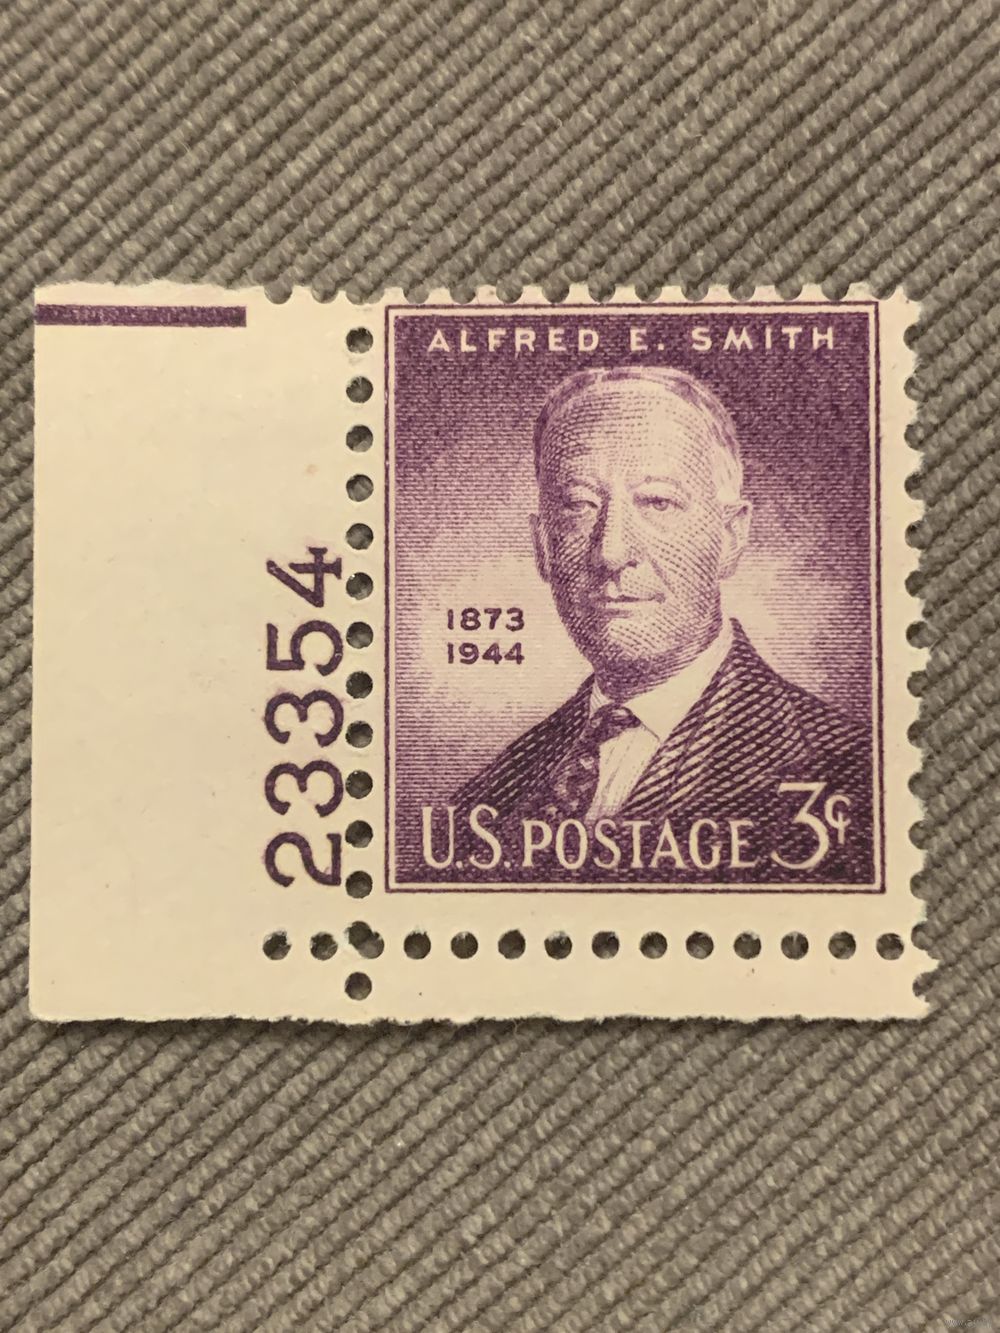 ALFRED E. SMITH
1873
1944
U.S. POSTAGE 3¢
23354